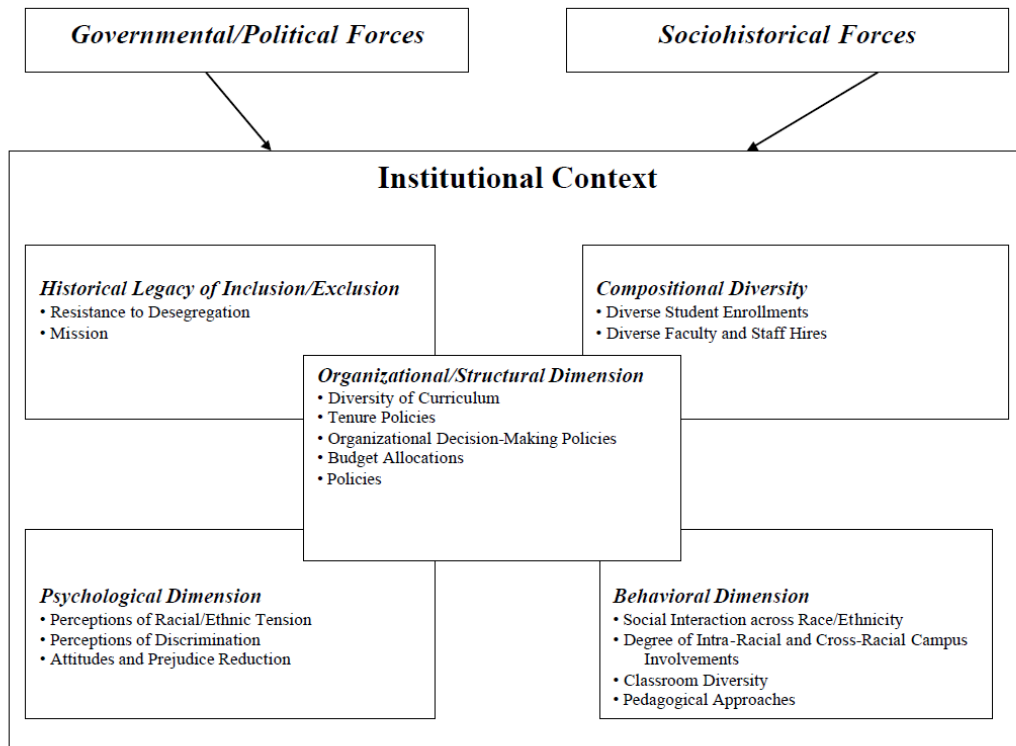 Governmental/Political Forces
Sociohistorical Forces
Institutional Context
Historical Legacy of Inclusion/Exclusion
• Resistance to Desegregation
• Mission
Compositional Diversity
• Diverse Student Enrollments
• Diverse Faculty and Staff Hires
Organizational/Structural Dimension
• Diversity of Curriculum
• Tenure Policies
• Organizational Decision-Making Policies
• Budget Allocations
• Policies
Psychological Dimension
• Perceptions of Racial/Ethnic Tension
• Perceptions of Discrimination
• Attitudes and Prejudice Reduction
Behavioral Dimension
• Social Interaction across Race/Ethnicity
• Degree of Intra-Racial and Cross-Racial Campus
Involvements
• Classroom Diversity
• Pedagogical Approaches